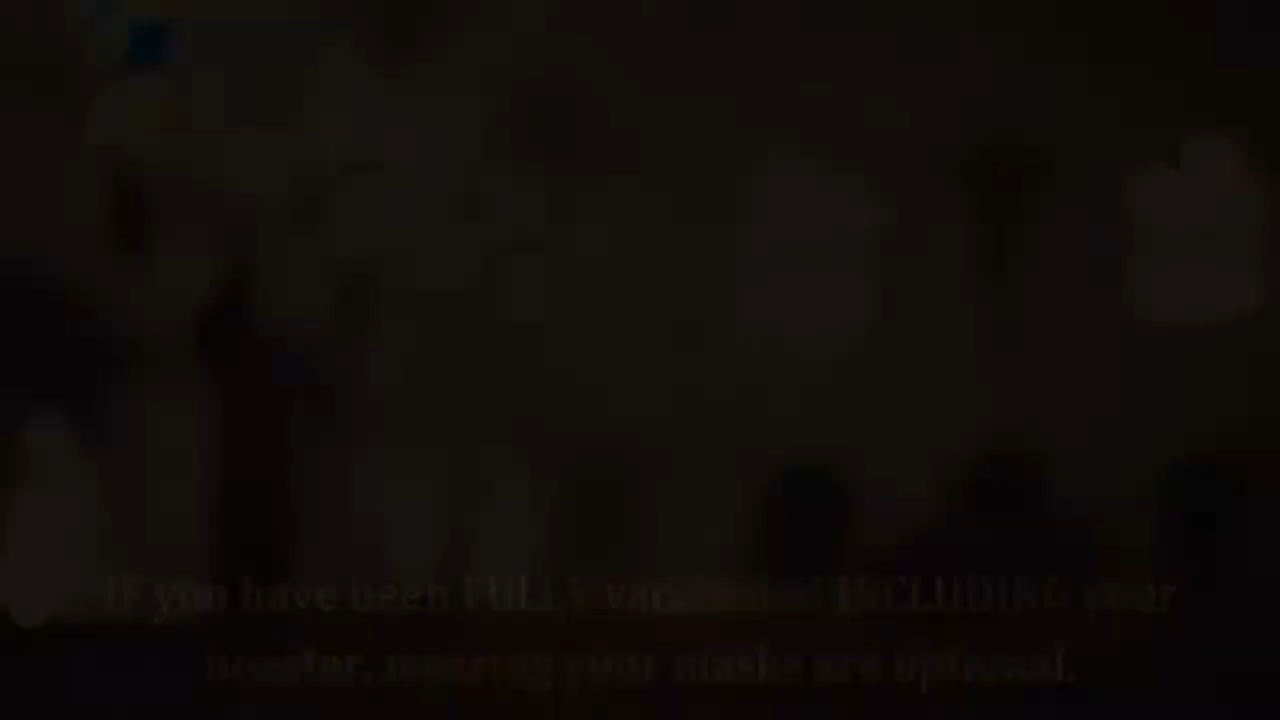 IF you have been FULLY vaccinated INCLUDING your
booster, wearing your masks are optional.